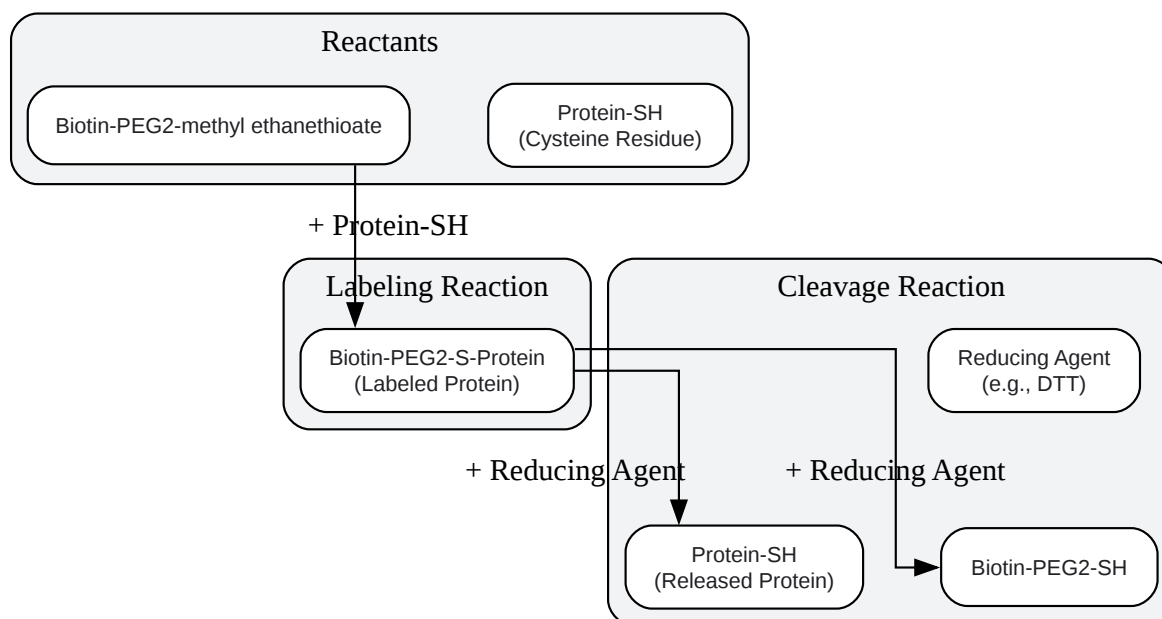 Reactants
Biotin-PEG2-methyl ethanethioate
Protein-SH
(Cysteine Residue)
+ Protein-SH
Labeling Reaction
Biotin-PEG2-S-Protein
(Labeled Protein)
Cleavage Reaction
Reducing Agent
(e.g., DTT)
+ Reducing Agent
+ Reducing Agent
Protein-SH
(Released Protein)
Biotin-PEG2-SH